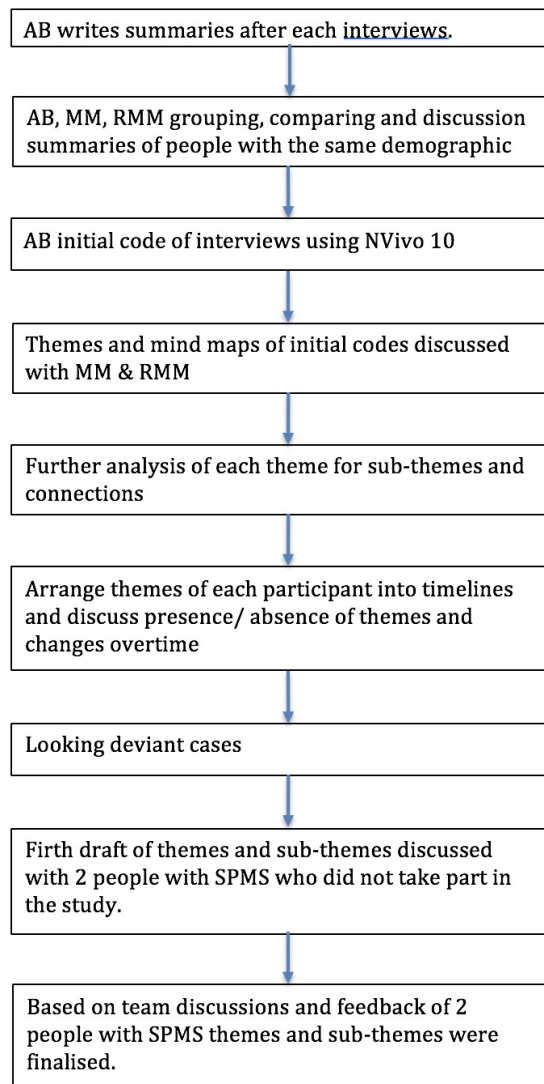 AB writes summaries after each interviews.
AB, MM, RMM grouping, comparing and discussion
summaries of people with the same demographic
AB initial code of interviews using NVivo 10
Themes and mind maps of initial codes discussed
with MM & RMM
Further analysis of each theme for sub-themes and
connections
Arrange themes of each participant into timelines
and discuss presence/ absence of themes and
changes overtime
Looking deviant cases
Firth draft of themes and sub-themes discussed
with 2 people with SPMS who did not take part in
the study.
Based on team discussions and feedback of 2
people with SPMS themes and sub-themes were
finalised.